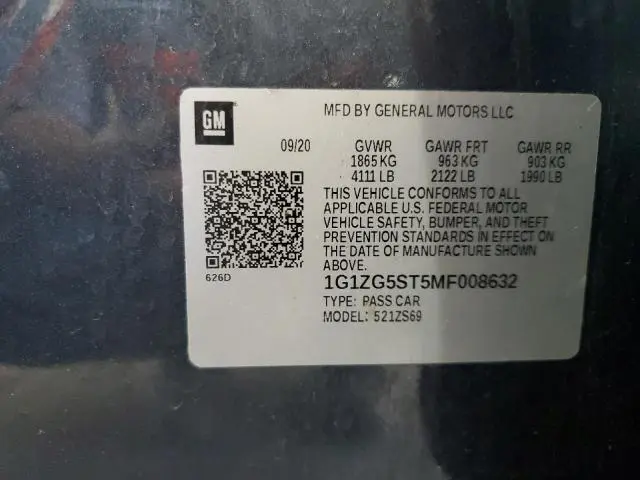 GM
MFD BY GENERAL MOTORS LLC
09/20 GVWR GAWR FRT GAWR RR
1865 KG 963 KG 903 KG
4111 LB 2122 LB 1990 LB
THIS VEHICLE CONFORMS TO ALL
APPLICABLE U.S. FEDERAL MOTOR
VEHICLE SAFETY, BUMPER, AND THEFT
PREVENTION STANDARDS IN EFFECT ON
THE DATE OF MANUFACTURE SHOWN
ABOVE.
626D
1G1ZG5ST5MF008632
TYPE: PASS CAR
MODEL: 521ZS69